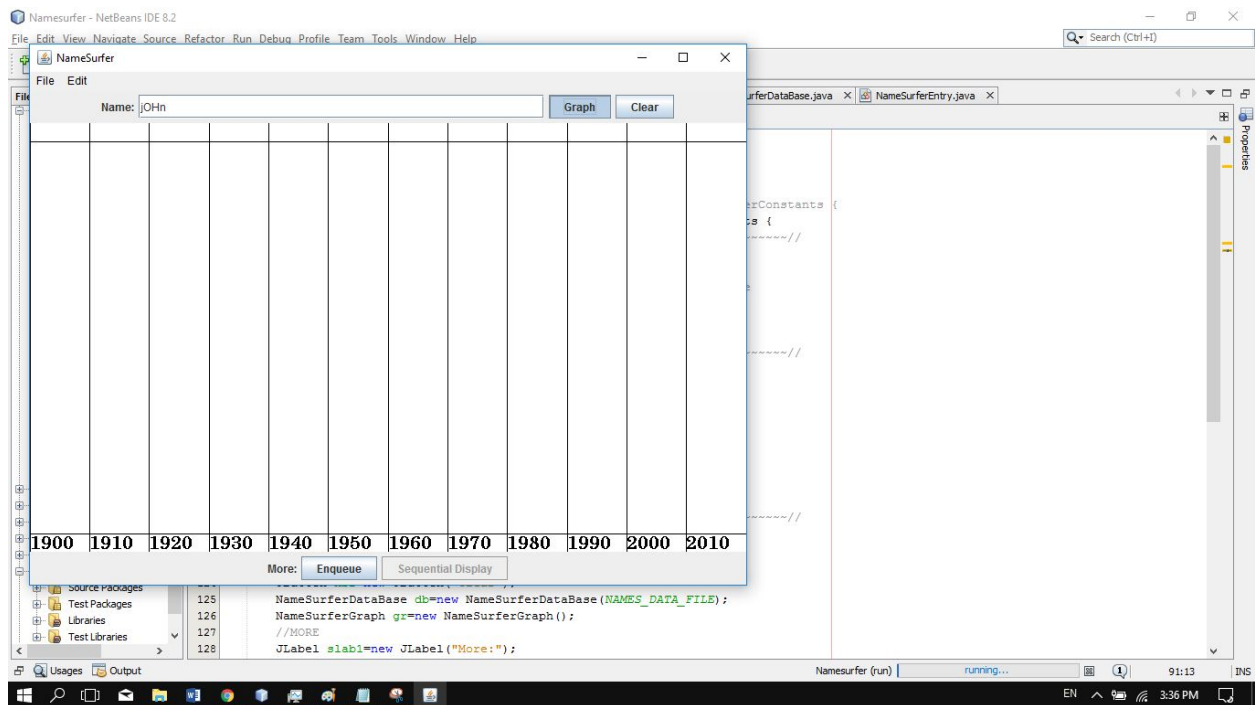 Namesurfer - NetBeans IDE 8.2
File Edit View Navigate Source Refactor Run Debug Profile Team Tools Window Help
Search (Ctrl+I)
NameSurfer
File Edit
Name: jOHn Graph Clear
urferDataBase.java NameSurferEntry.java
Properties
erConstants {
ts {
~~~~~//
~~~~~//
~~~~~//
1900 1910 1920 1930 1940 1950 1960 1970 1980 1990 2000 2010
More: Enqueue Sequential Display
Source Packages
Test Packages
Libraries
Test Libraries
125 NameSurferDataBase db=new NameSurferDataBase(NAMES_DATA_FILE);
126 NameSurferGraph gr=new NameSurferGraph();
127 //MORE
128 JLabel slab1=new JLabel("More:");
Usages Output
Namesurfer (run) running... 1 91:13 INS
EN 3:36 PM